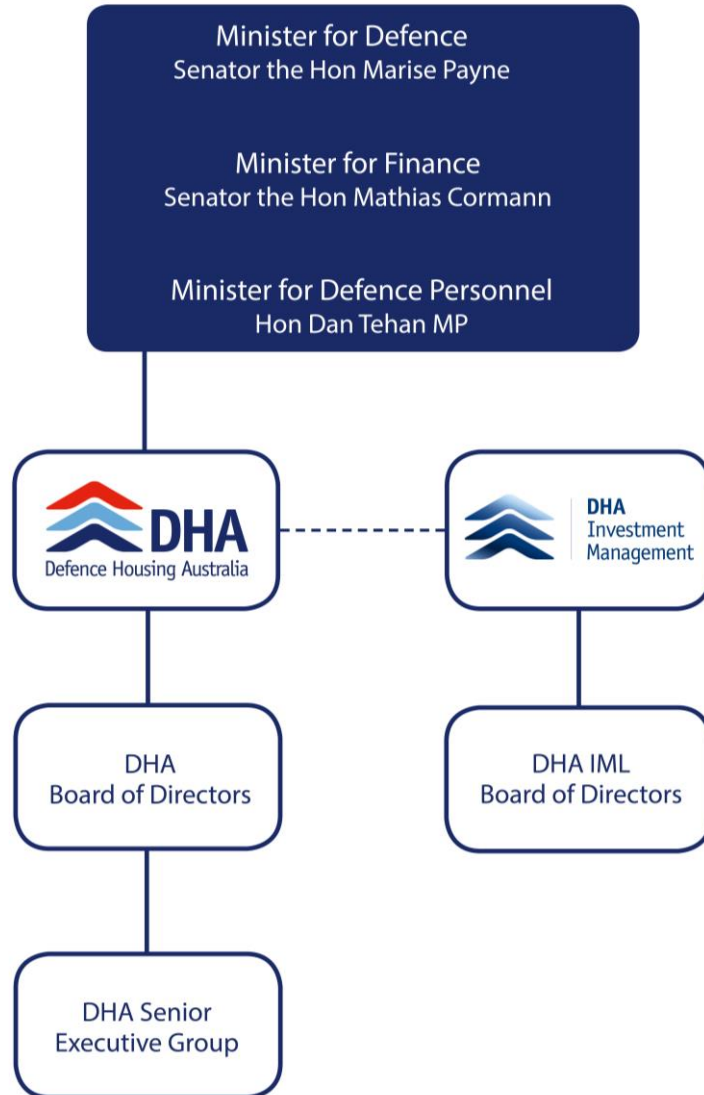 Minister for Defence
Senator the Hon Marise Payne
Minister for Finance
Senator the Hon Mathias Cormann
Minister for Defence Personnel
Hon Dan Tehan MP
DHA
Defence Housing Australia
DHA
Investment
Management
DHA
Board of Directors
DHA IML
Board of Directors
DHA Senior
Executive Group